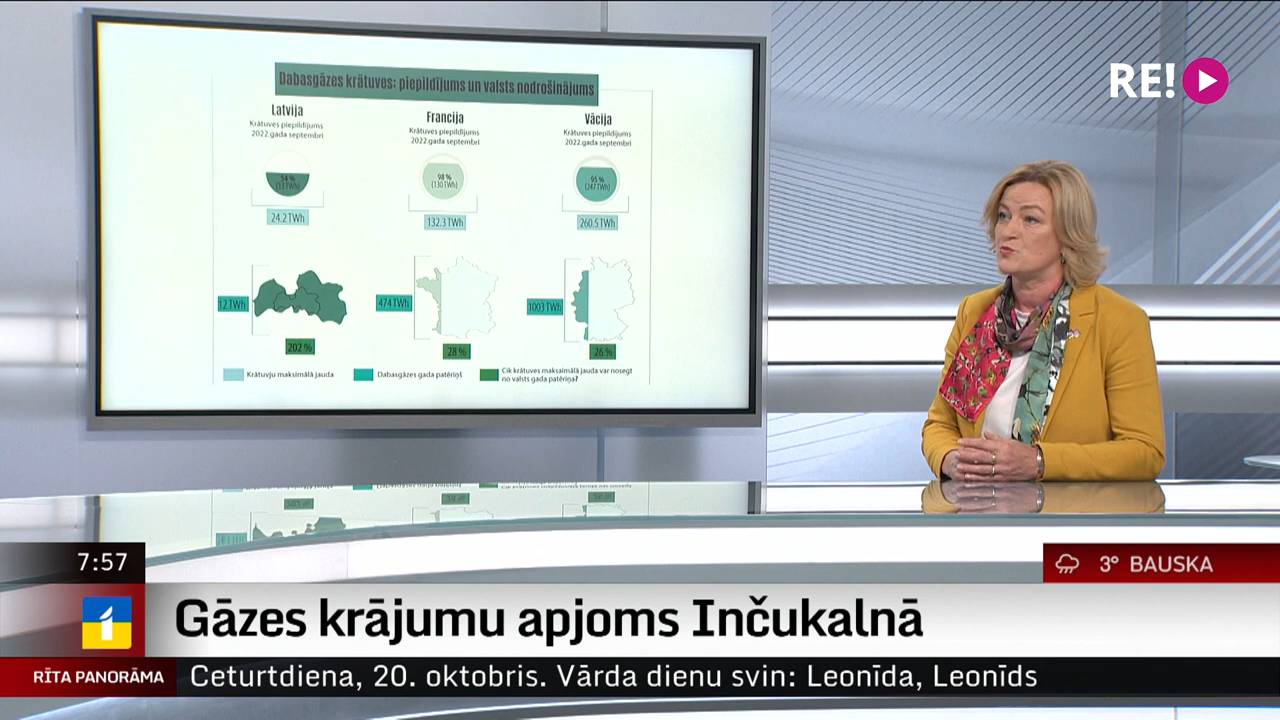 Dabasgāzes krātuves: piepildījums un valsts nodrošinājums
Latvija
Krātuves piepildījums
2022.gada septembrī
54 %
(13 TWh)
24.2 TWh
12 TWh
202 %
Francija
Krātuves piepildījums
2022.gada septembrī
98 %
(130 TWh)
132.3 TWh
474 TWh
28 %
Vācija
Krātuves piepildījums
2022.gada septembrī
95 %
(247 TWh)
260.5 TWh
1003 TWh
26 %
Krātuvju maksimālā jauda
Dabasgāzes gada patēriņš
Cik krātuves maksimālā jauda var nosegt
no valsts gada patēriņa?
RE!
7:57
3° BAUSKA
1
Gāzes krājumu apjoms Inčukalnā
RĪTA PANORĀMA
Ceturtdiena, 20. oktobris. Vārda dienu svin: Leonīda, Leonīds